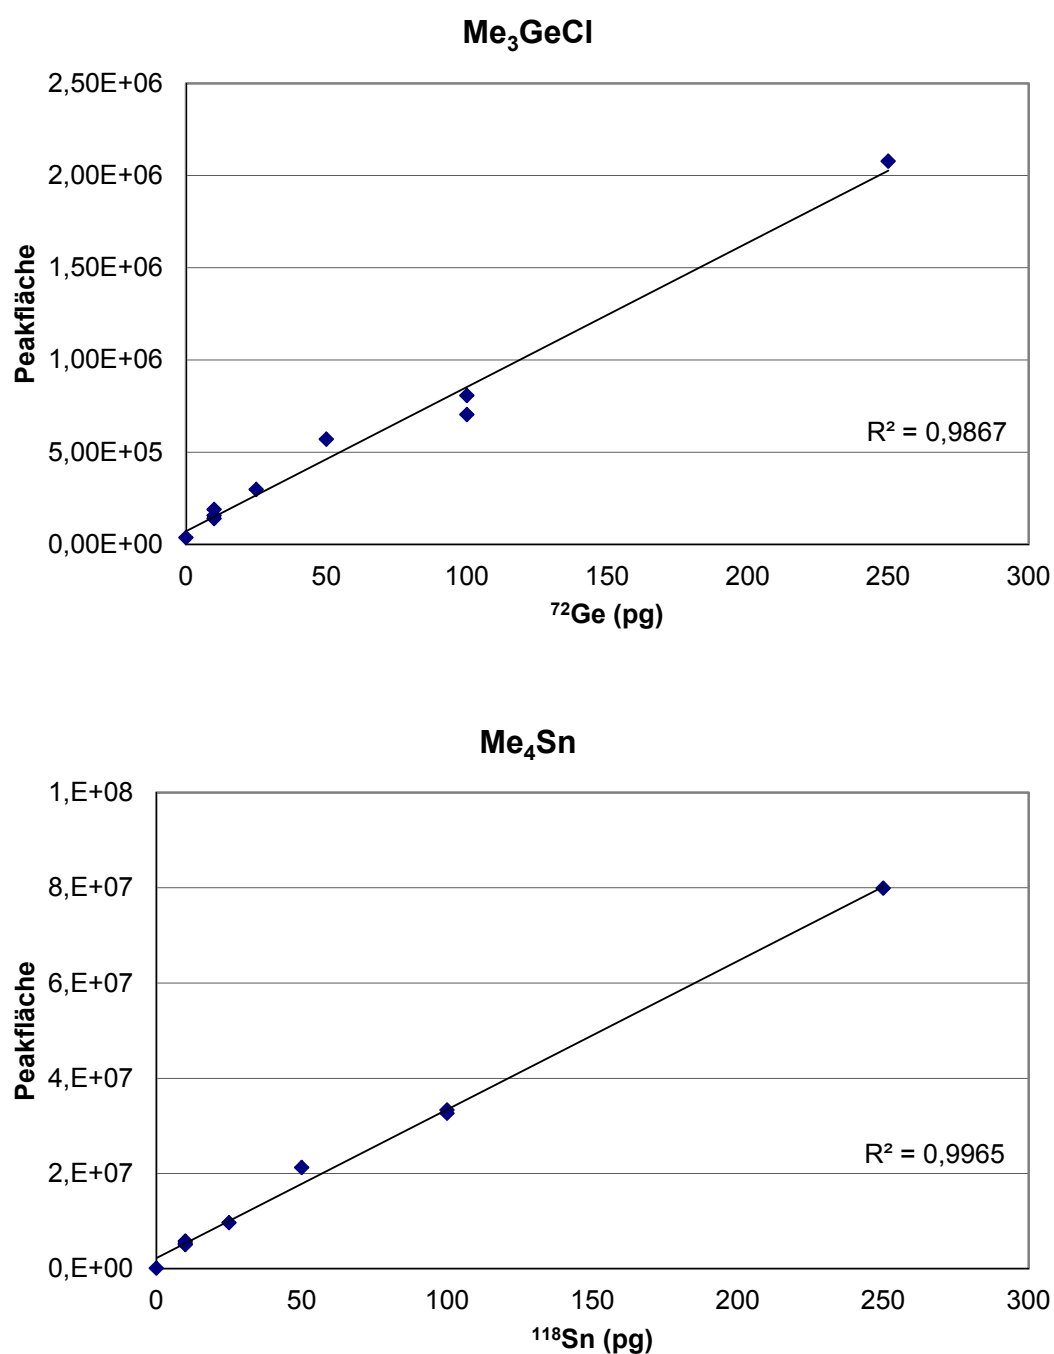 Me₃GeCl
2,50E+06
2,00E+06
1,50E+06
1,00E+06
5,00E+05
0,00E+00
Peakfläche
R² = 0,9867
0 50 100 150 200 250 300
⁷²Ge (pg)
Me₄Sn
1,E+08
8,E+07
6,E+07
4,E+07
2,E+07
0,E+00
Peakfläche
R² = 0,9965
0 50 100 150 200 250 300
¹¹⁸Sn (pg)